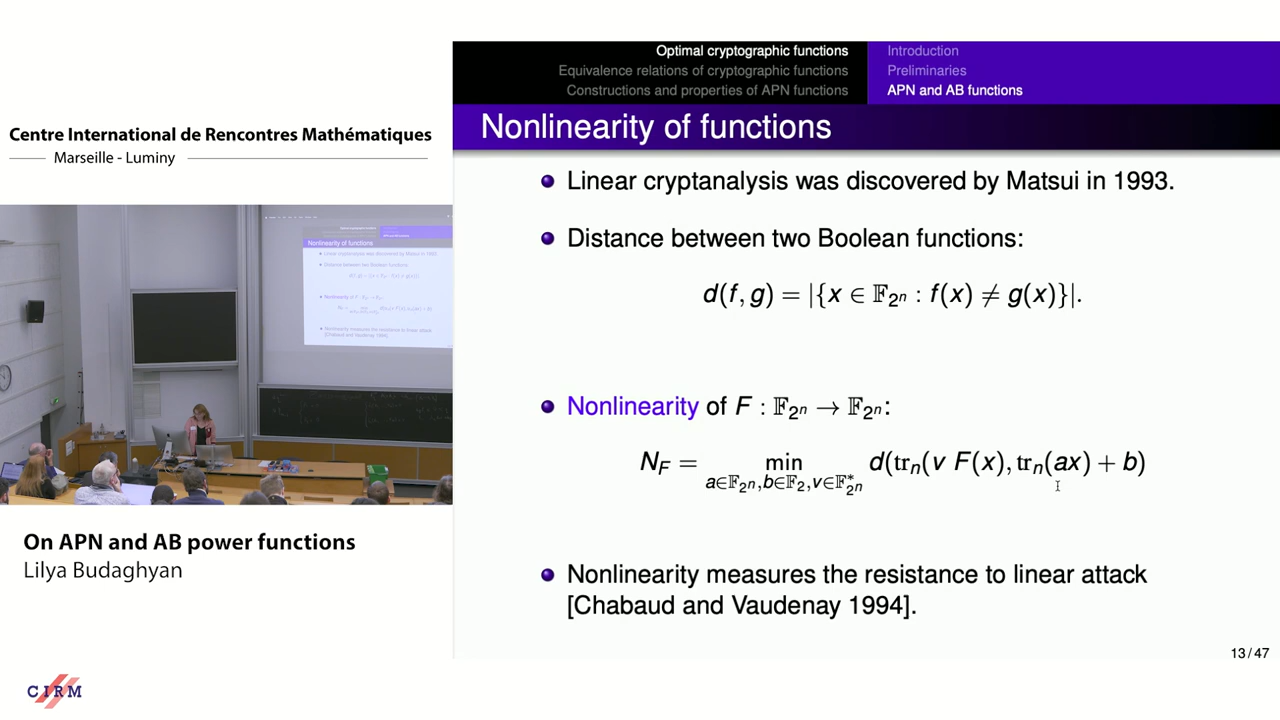 Centre International de Rencontres Mathématiques
Marseille - Luminy
On APN and AB power functions
Lilya Budaghyan
CIRM
Optimal cryptographic functions
Equivalence relations of cryptographic functions
Constructions and properties of APN functions
Introduction
Preliminaries
APN and AB functions
Nonlinearity of functions
Linear cryptanalysis was discovered by Matsui in 1993.
Distance between two Boolean functions:
d(f, g) = |{x ∈ 𝔽₂ⁿ : f(x) ≠ g(x)}|.
Nonlinearity of F : 𝔽₂ⁿ → 𝔽₂ⁿ:
N_F = min d(tr_n(v F(x), tr_n(ax) + b)
a∈𝔽₂ⁿ,b∈𝔽₂,v∈𝔽*₂ⁿ
Nonlinearity measures the resistance to linear attack
[Chabaud and Vaudenay 1994].
13 / 47